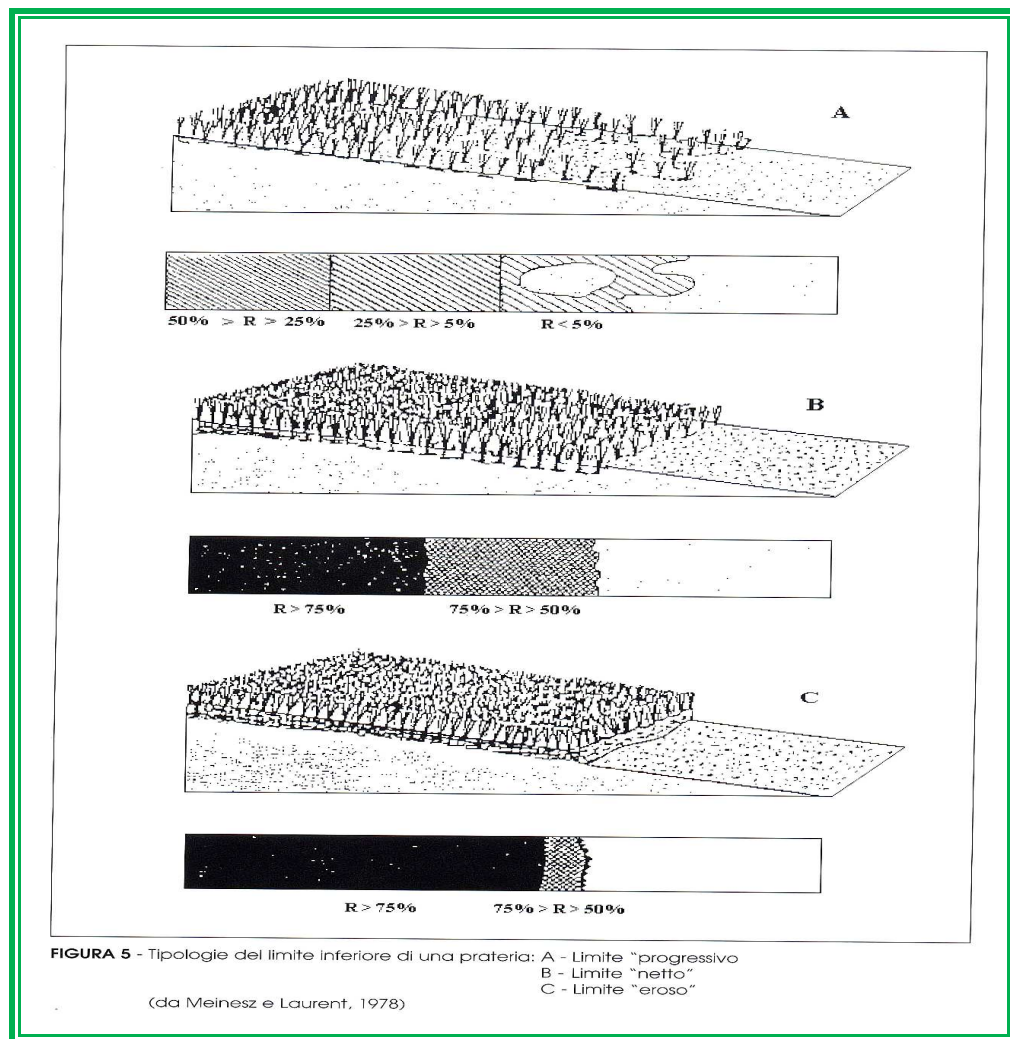 A
50% > R > 25% 25% > R > 5% R < 5%
B
R > 75% 75% > R > 50%
C
R > 75% 75% > R > 50%
FIGURA 5 - Tipologie del limite inferiore di una prateria: A - Limite "progressivo
B - Limite "netto"
C - Limite "eroso"
(da Meinesz e Laurent, 1978)